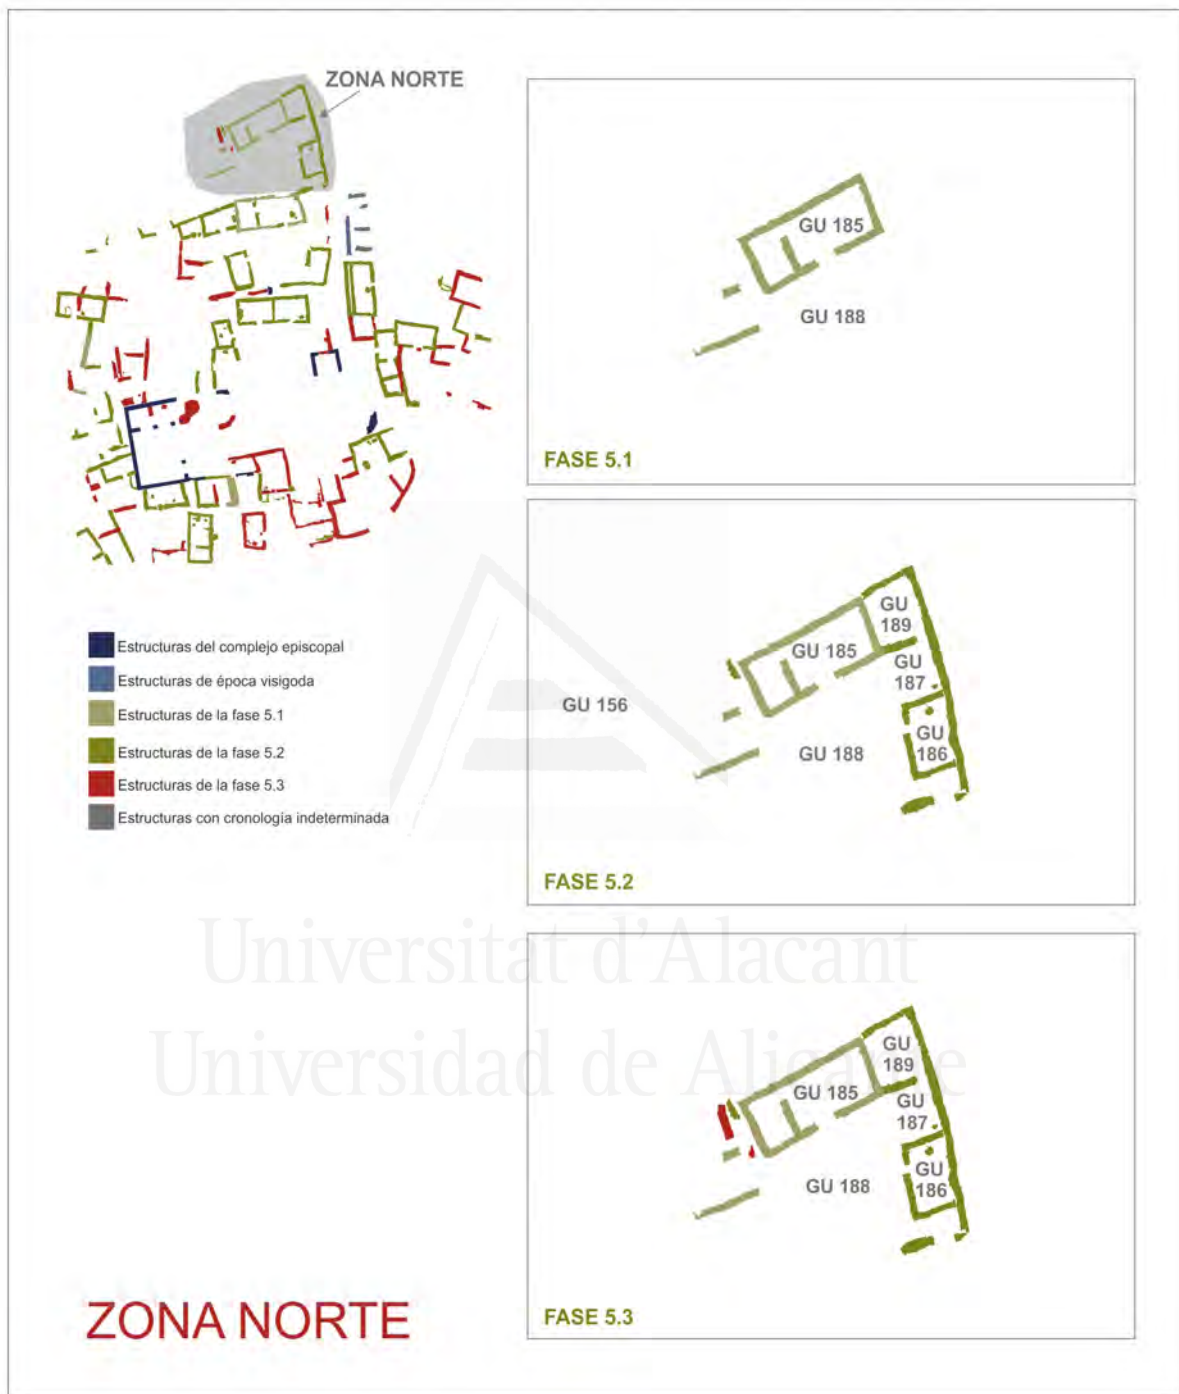 ZONA NORTE
GU 185
GU 188
FASE 5.1
Estructuras del complejo episcopal
Estructuras de época visigoda
Estructuras de la fase 5.1
Estructuras de la fase 5.2
Estructuras de la fase 5.3
Estructuras con cronología indeterminada
GU
189
GU 185
GU
187
GU 156
GU
186
GU 188
FASE 5.2
Universitat d'Alacant
Universidad de Alicante
GU
189
GU 185
GU
187
GU
186
GU 188
FASE 5.3
ZONA NORTE